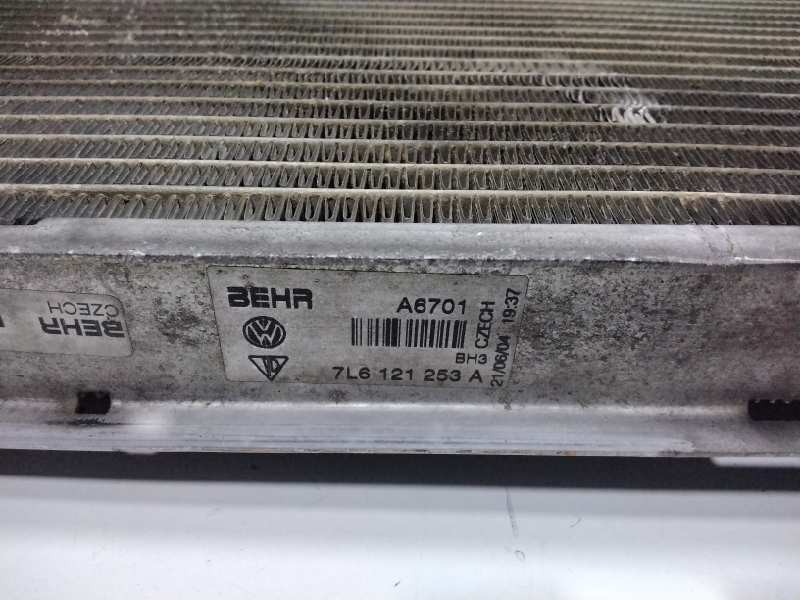 BEHR
CZECH
BEHR
A6701
BH3
CZECH
21/06/04 19:37
7L6 121 253 A